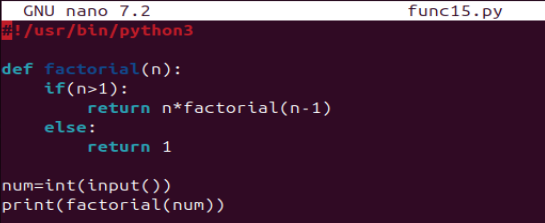 GNU nano 7.2 func15.py
#!/usr/bin/python3
def factorial(n):
    if(n>1):
        return n*factorial(n-1)
    else:
        return 1
num=int(input())
print(factorial(num))